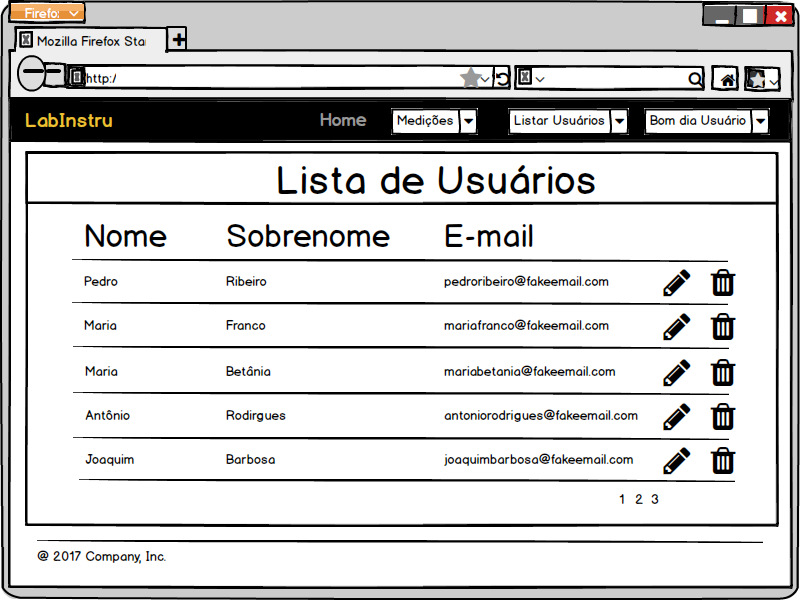 Firefox
Mozilla Firefox Star
http:/
LabInstru Home Medições Listar Usuários Bom dia Usuário
Lista de Usuários
Nome Sobrenome E-mail
Pedro Ribeiro pedroribeiro@fakeemail.com
Maria Franco mariafranco@fakeemail.com
Maria Betânia mariabetania@fakeemail.com
Antônio Rodirgues antoniorodrigues@fakeemail.com
Joaquim Barbosa joaquimbarbosa@fakeemail.com
1 2 3
@ 2017 Company, Inc.